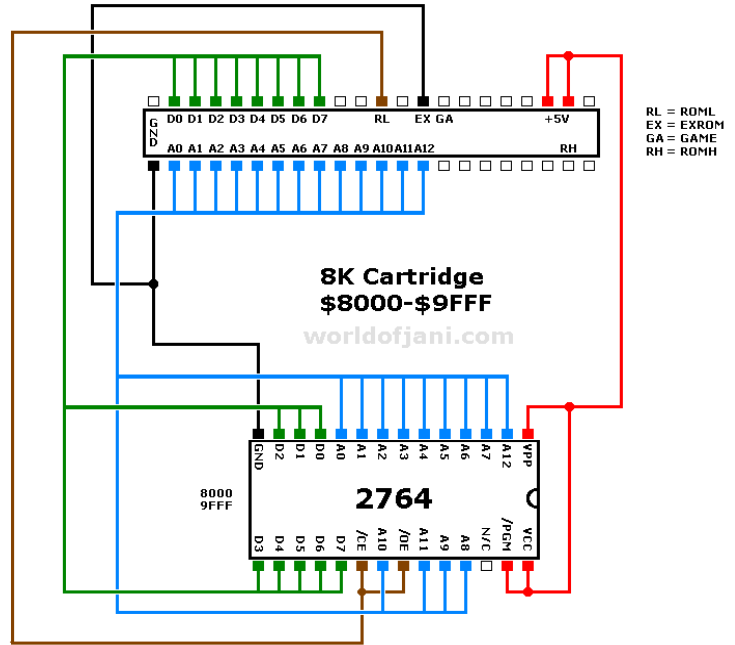 D0 D1 D2 D3 D4 D5 D6 D7 RL EX GA +5V
GND
A0 A1 A2 A3 A4 A5 A6 A7 A8 A9 A10 A11 A12 RH
RL = ROML
EX = EXROM
GA = GAME
RH = ROMH
8K Cartridge
$8000-$9FFF
worldofjani.com
GND D2 D1 D0 A0 A1 A2 A3 A4 A5 A6 A7 A12 VPP
8000
9FFF
2764
D3 D4 D5 D6 D7 /CE A10 /OE A11 A9 A8 N/C /PGM VCC